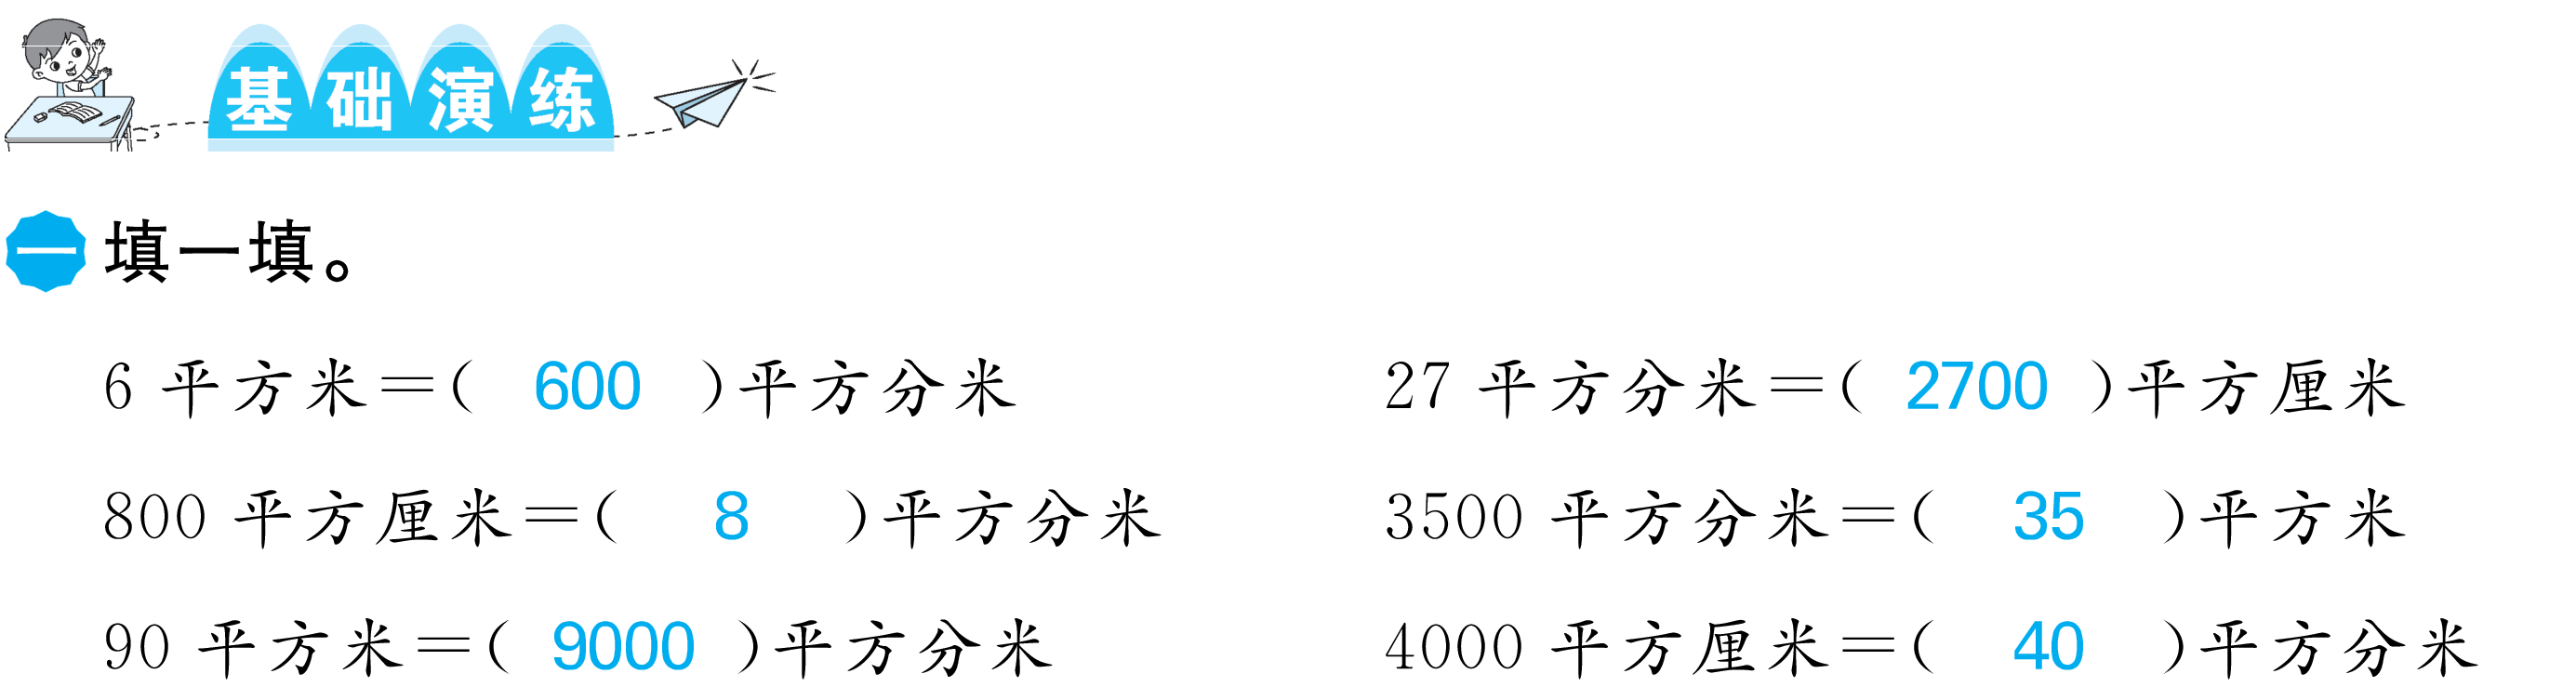 基础演练
一 填一填。
6 平方米=( 600 )平方分米 27 平方分米=( 2700 )平方厘米
800 平方厘米=( 8 )平方分米 3500 平方分米=( 35 )平方米
90 平方米=( 9000 )平方分米 4000 平方厘米=( 40 )平方分米